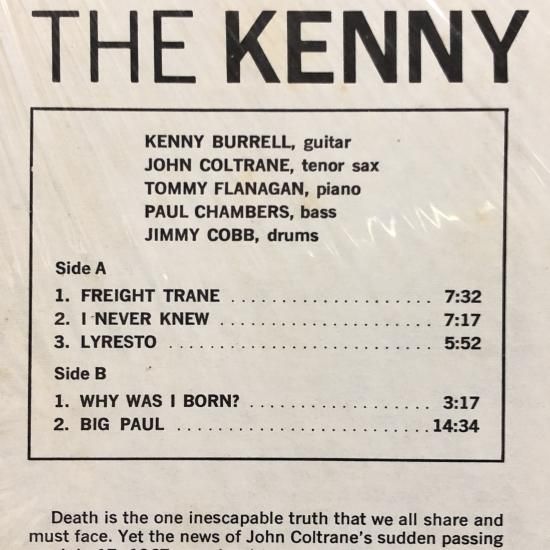 THE KENNY
KENNY BURRELL, guitar
JOHN COLTRANE, tenor sax
TOMMY FLANAGAN, piano
PAUL CHAMBERS, bass
JIMMY COBB, drums
Side A
1. FREIGHT TRANE .................... 7:32
2. I NEVER KNEW .................... 7:17
3. LYRESTO ......................... 5:52
Side B
1. WHY WAS I BORN? ................. 3:17
2. BIG PAUL ........................ 14:34
Death is the one inescapable truth that we all share and
must face. Yet the news of John Coltrane's sudden passing